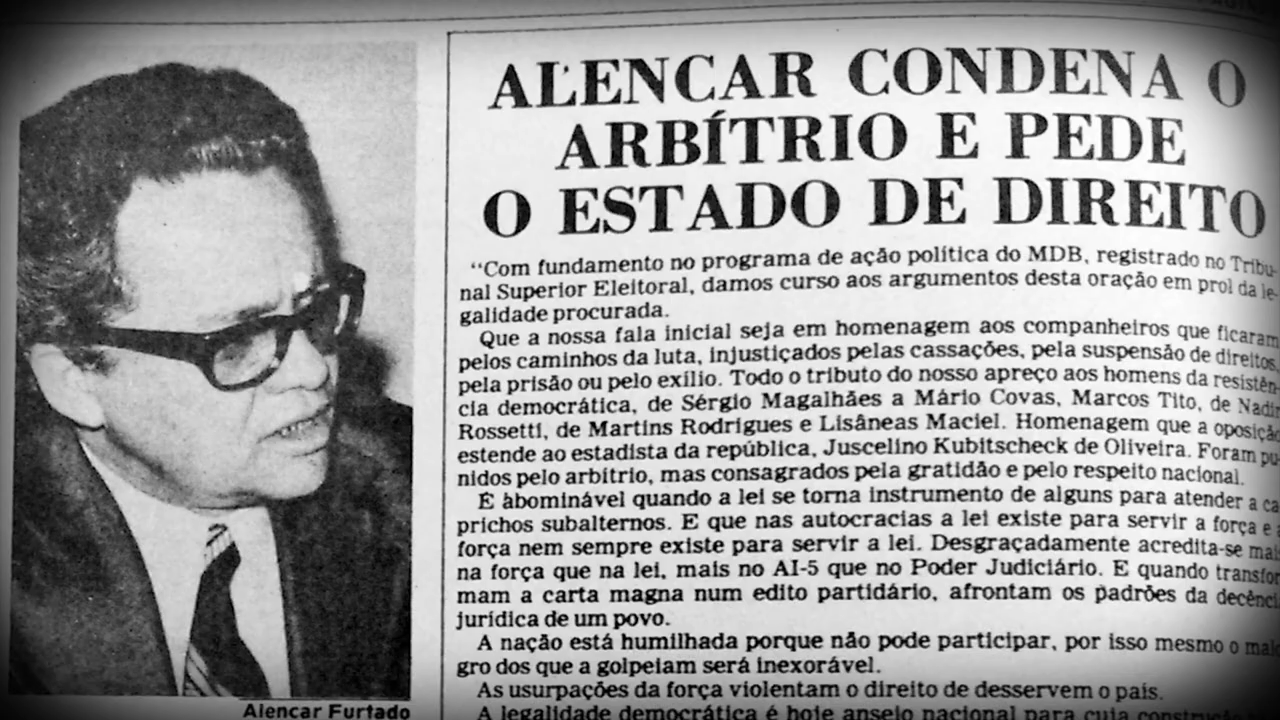 ALENCAR CONDENA O
ARBÍTRIO E PEDE
O ESTADO DE DIREITO
"Com fundamento no programa de ação política do MDB, registrado no Tribu-
nal Superior Eleitoral, damos curso aos argumentos desta oração em prol da le-
galidade procurada.
Que a nossa fala inicial seja em homenagem aos companheiros que ficaram
pelos caminhos da luta, injustiçados pelas cassações, pela suspensão de direitos,
pela prisão ou pelo exílio. Todo o tributo do nosso apreço aos homens da resistên-
cia democrática, de Sérgio Magalhães a Mário Covas, Marcos Tito, de Nadir
Rossetti, de Martins Rodrigues e Lisâneas Maciel. Homenagem que a oposição
estende ao estadista da república, Juscelino Kubitscheck de Oliveira. Foram pu-
nidos pelo arbítrio, mas consagrados pela gratidão e pelo respeito nacional.
É àbominável quando a lei se torna instrumento de alguns para atender a ca-
prichos subalternos. E que nas autocracias a lei existe para servir a força e a
força nem sempre existe para servir a lei. Desgraçadamente acredita-se mais
na força que na lei, mais no AI-5 que no Poder Judiciário. E quando transfor-
mam a carta magna num edito partidário, afrontam os padrões da decência
jurídica de um povo.
A nação está humilhada porque não pode participar, por isso mesmo o malo-
gro dos que a golpeiam será inexorável.
As usurpações da força violentam o direito de desservem o país.
A legalidade democrática é hoje anseio nacional para cuja
Alencar Furtado